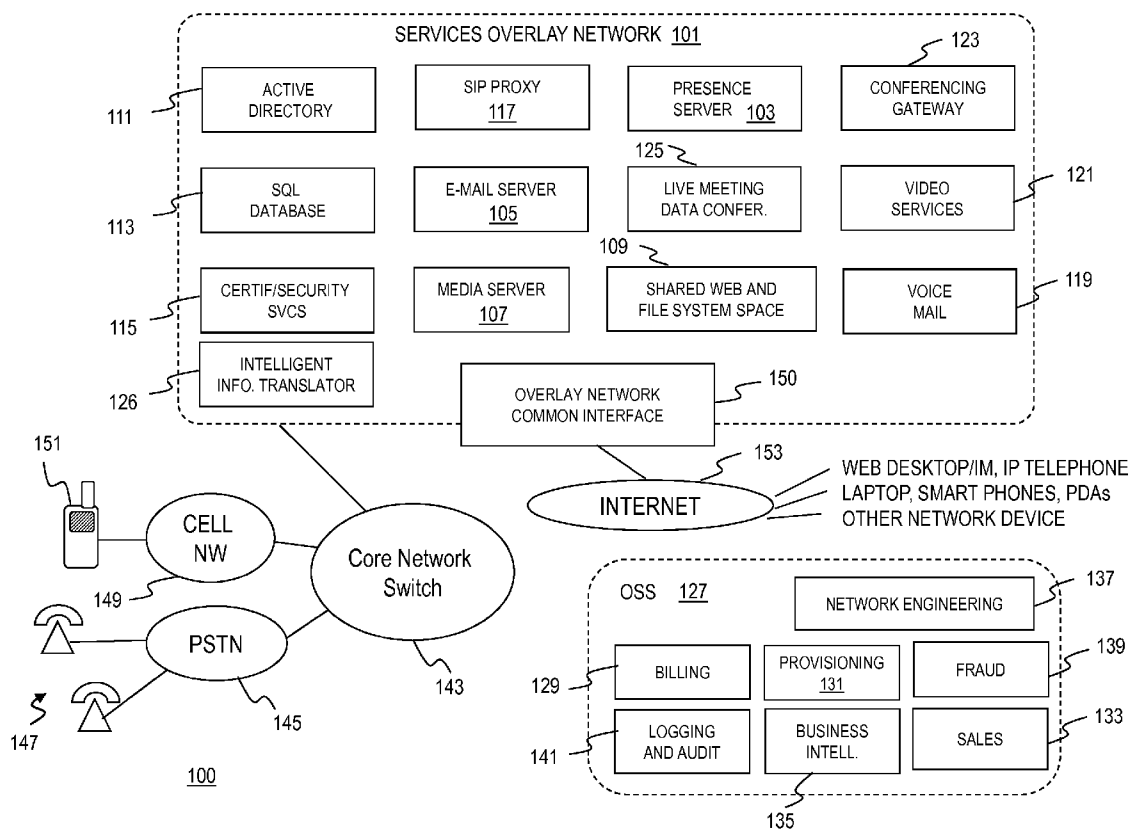 SERVICES OVERLAY NETWORK 101
123
111
ACTIVE
DIRECTORY
SIP PROXY
117
PRESENCE
SERVER 103
CONFERENCING
GATEWAY
125
113
SQL
DATABASE
E-MAIL SERVER
105
LIVE MEETING
DATA CONFER.
VIDEO
SERVICES
121
109
115
CERTIF/SECURITY
SVCS
MEDIA SERVER
107
SHARED WEB AND
FILE SYSTEM SPACE
VOICE
MAIL
119
126
INTELLIGENT
INFO. TRANSLATOR
OVERLAY NETWORK
COMMON INTERFACE
150
151
153
CELL
NW
149
Core Network
Switch
143
INTERNET
WEB DESKTOP/IM, IP TELEPHONE
LAPTOP, SMART PHONES, PDAs
OTHER NETWORK DEVICE
PSTN
145
147
100
OSS 127
NETWORK ENGINEERING
137
129
BILLING
PROVISIONING
131
FRAUD
139
141
LOGGING
AND AUDIT
BUSINESS
INTELL.
135
SALES
133